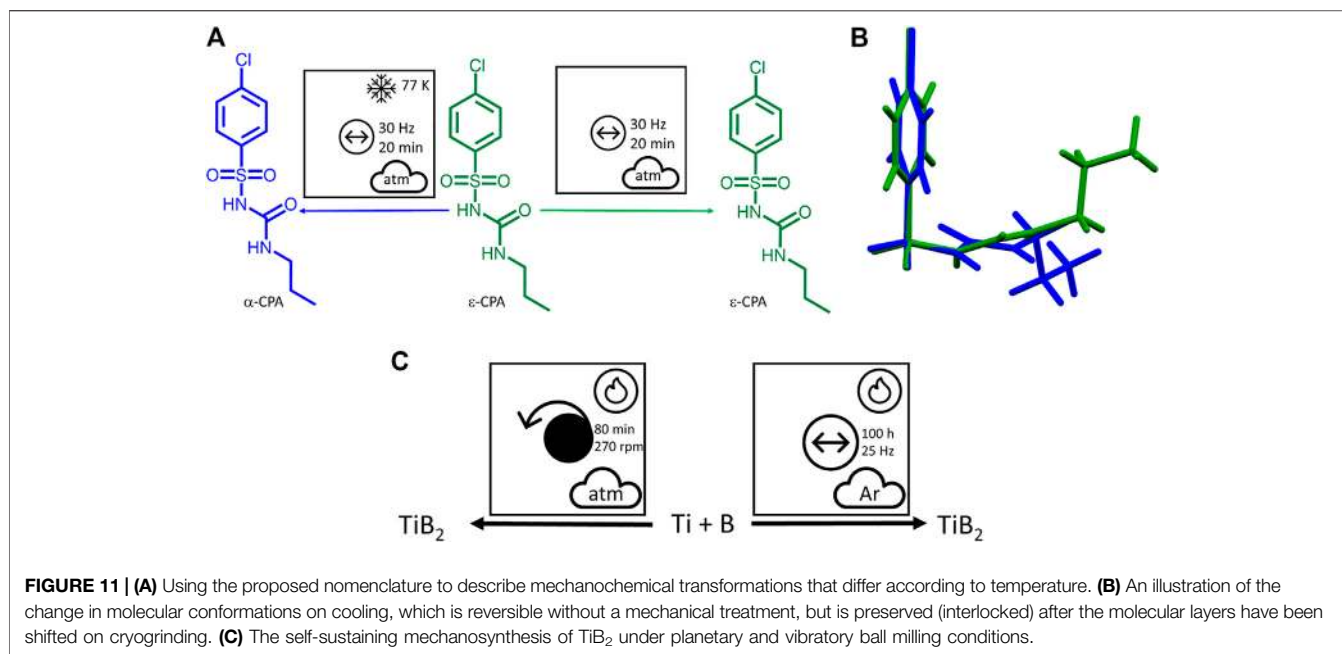 A
B
Cl
Cl
Cl
77 K
30 Hz
20 min
atm
30 Hz
20 min
atm
O=S=O
O=S=O
O=S=O
HN
O
HN
O
HN
O
HN
HN
HN
α-CPA
ε-CPA
ε-CPA
C
80 min
270 rpm
atm
100 h
25 Hz
Ar
TiB₂
Ti + B
TiB₂
FIGURE 11 | (A) Using the proposed nomenclature to describe mechanochemical transformations that differ according to temperature. (B) An illustration of the
change in molecular conformations on cooling, which is reversible without a mechanical treatment, but is preserved (interlocked) after the molecular layers have been
shifted on cryogrinding. (C) The self-sustaining mechanosynthesis of TiB₂ under planetary and vibratory ball milling conditions.